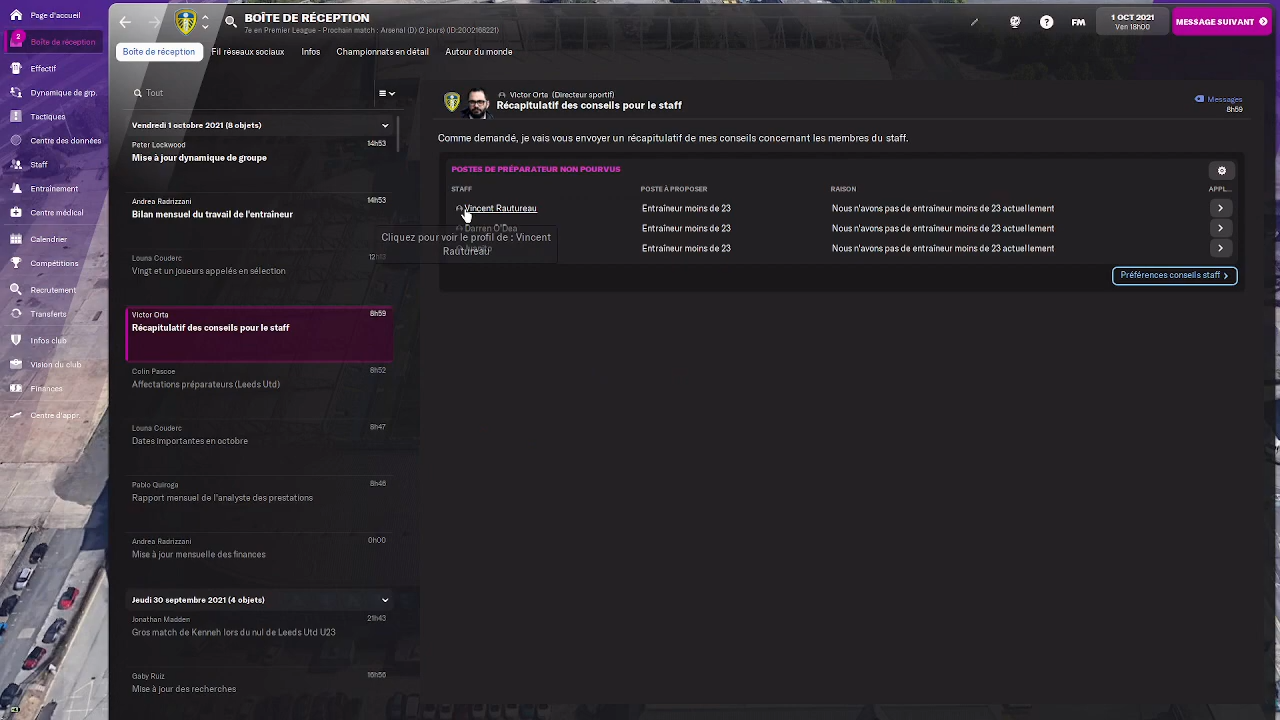 Page d'accueil
2
Boîte de réception
Effectif
Dynamique de grp.
Tactiques
Centre des données
Staff
Entraînement
Centre médical
Calendrier
Compétitions
Recrutement
Transferts
Infos club
Vision du club
Finances
Centre d'appr.
BOÎTE DE RÉCEPTION
7e en Premier League - Prochain match : Arsenal (D) (2 jours) (ID:2002168221)
FM
1 OCT 2021
Ven 18h00
MESSAGE SUIVANT
Boîte de réception
Fil réseaux sociaux
Infos
Championnats en détail
Autour du monde
Tout
Vendredi 1 octobre 2021 (8 objets)
Peter Lockwood
14h53
Mise à jour dynamique de groupe
Andrea Radrizzani
14h53
Bilan mensuel du travail de l'entraîneur
Louna Couderc
Vingt et un joueurs appelés en sélection
Victor Orta
8h59
Récapitulatif des conseils pour le staff
Colin Pascoe
8h52
Affectations préparateurs (Leeds Utd)
Louna Couderc
8h47
Dates importantes en octobre
Pablo Quiroga
8h46
Rapport mensuel de l'analyste des prestations
Andrea Radrizzani
0h00
Mise à jour mensuelle des finances
Jeudi 30 septembre 2021 (4 objets)
Jonathan Madden
21h43
Gros match de Kenneh lors du nul de Leeds Utd U23
Gaby Ruiz
Mise à jour des recherches
Victor Orta (Directeur sportif)
Récapitulatif des conseils pour le staff
Messages
8h59
Comme demandé, je vais vous envoyer un récapitulatif de mes conseils concernant les membres du staff.
POSTES DE PRÉPARATEUR NON POURVUS
STAFF
POSTE À PROPOSER
RAISON
APPL...
Vincent Rautureau
Entraîneur moins de 23
Nous n'avons pas de entraîneur moins de 23 actuellement
Darren O'Dea
Entraîneur moins de 23
Nous n'avons pas de entraîneur moins de 23 actuellement
Entraîneur moins de 23
Nous n'avons pas de entraîneur moins de 23 actuellement
Cliquez pour voir le profil de : Vincent
Rautureau
Préférences conseils staff